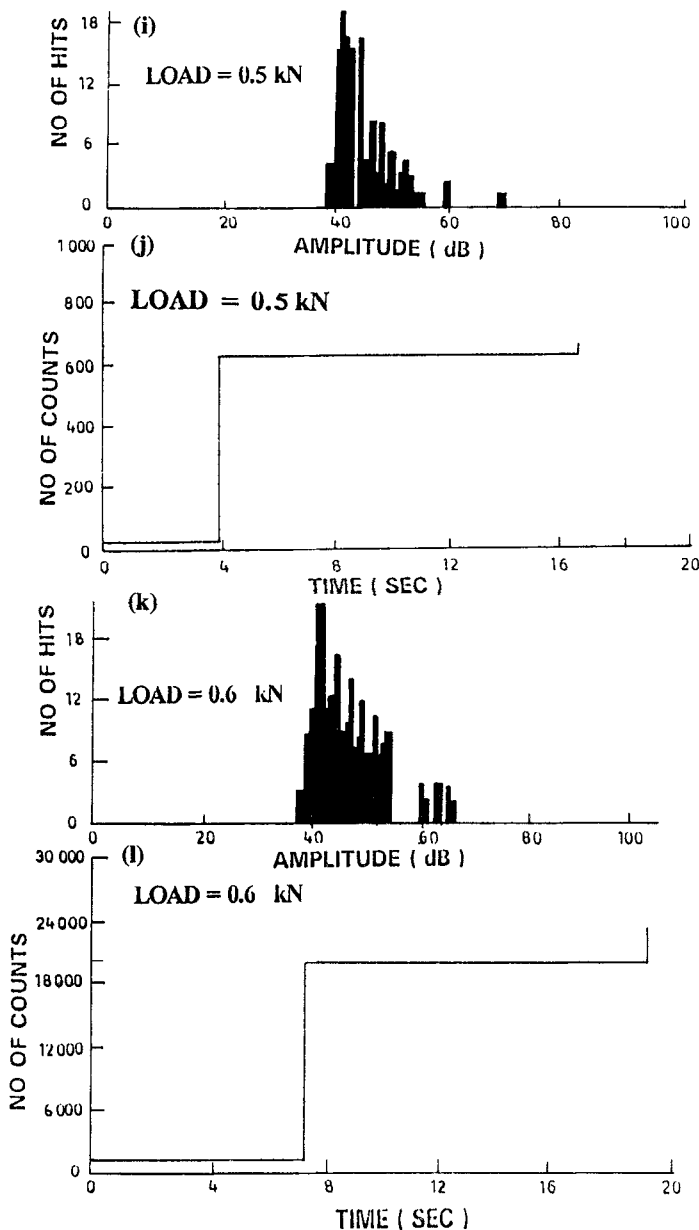 (i)
NO OF HITS
18
12
6
0
LOAD = 0.5 kN
0 20 40 60 80 100
AMPLITUDE ( dB )
(j)
NO OF COUNTS
1 000
800
600
400
200
0
LOAD = 0.5 kN
0 4 8 12 16 20
TIME ( SEC )
(k)
NO OF HITS
18
12
6
0
LOAD = 0.6 kN
0 20 40 60 80 100
AMPLITUDE ( dB )
(l)
NO OF COUNTS
30 000
24 000
18 000
12 000
6 000
0
LOAD = 0.6 kN
0 4 8 12 16 20
TIME ( SEC )